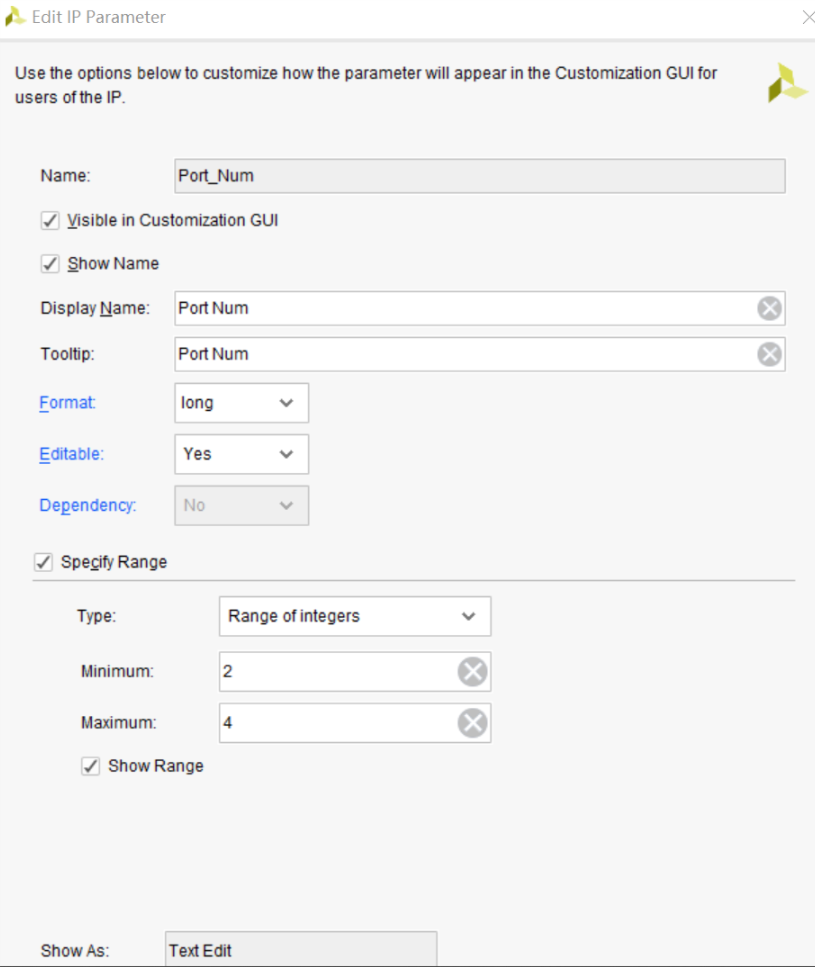 Edit IP Parameter
Use the options below to customize how the parameter will appear in the Customization GUI for
users of the IP.
Name: Port_Num
Visible in Customization GUI
Show Name
Display Name: Port Num
Tooltip: Port Num
Format: long
Editable: Yes
Dependency: No
Specify Range
Type: Range of integers
Minimum: 2
Maximum: 4
Show Range
Show As: Text Edit